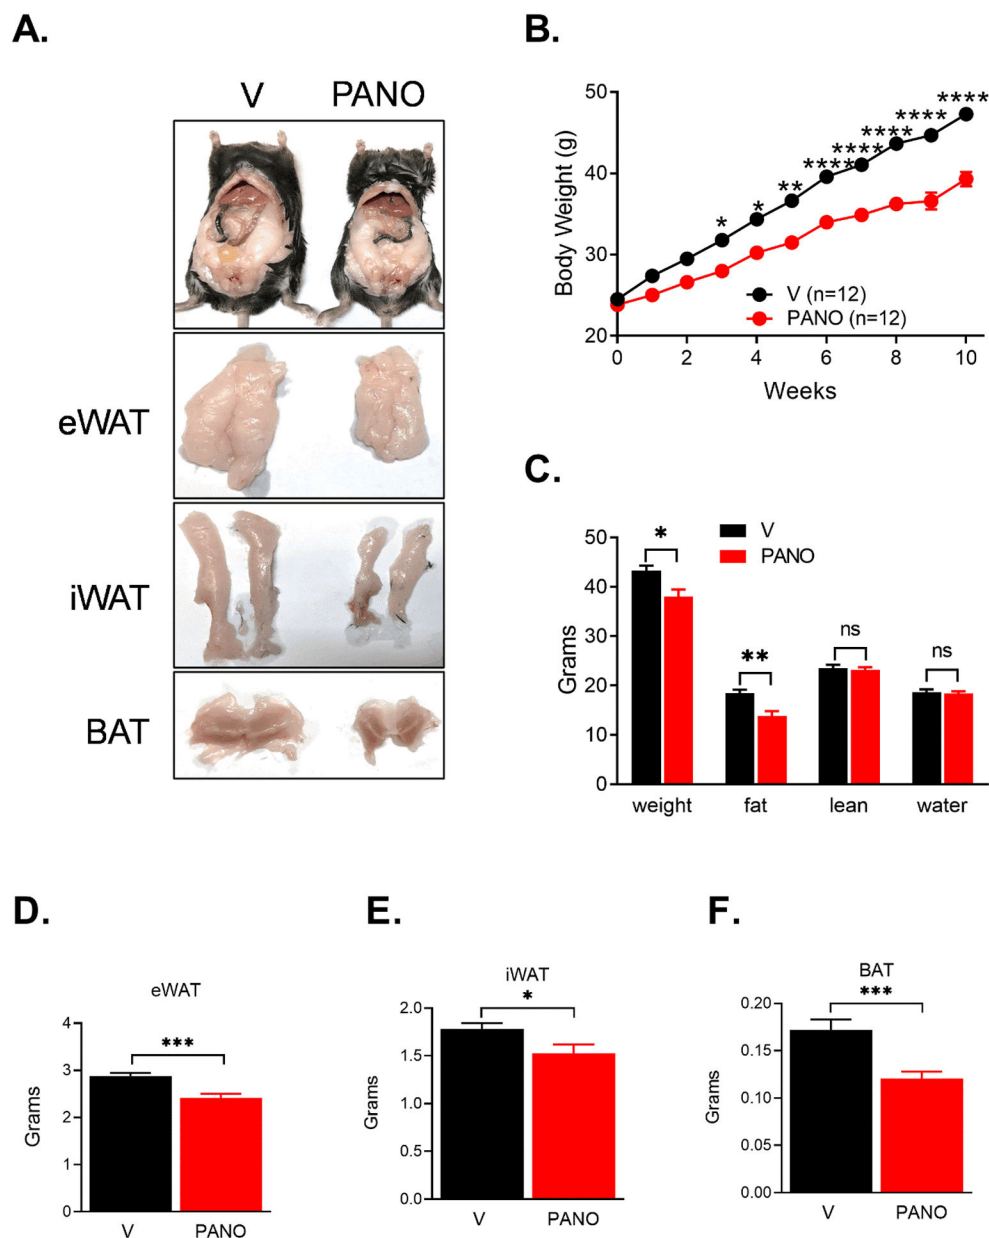 A.
V PANO
eWAT
iWAT
BAT
B.
Body Weight (g)
50
40
30
20
* * ** **** **** **** **** ****
V (n=12)
PANO (n=12)
0 2 4 6 8 10
Weeks
C.
V
PANO
Grams
50
40
30
20
10
0
* ** ns ns
weight fat lean water
D.
eWAT
***
Grams
4
3
2
1
0
V PANO
E.
iWAT
*
Grams
2.0
1.5
1.0
0.5
0.0
V PANO
F.
BAT
***
Grams
0.20
0.15
0.10
0.05
0.00
V PANO